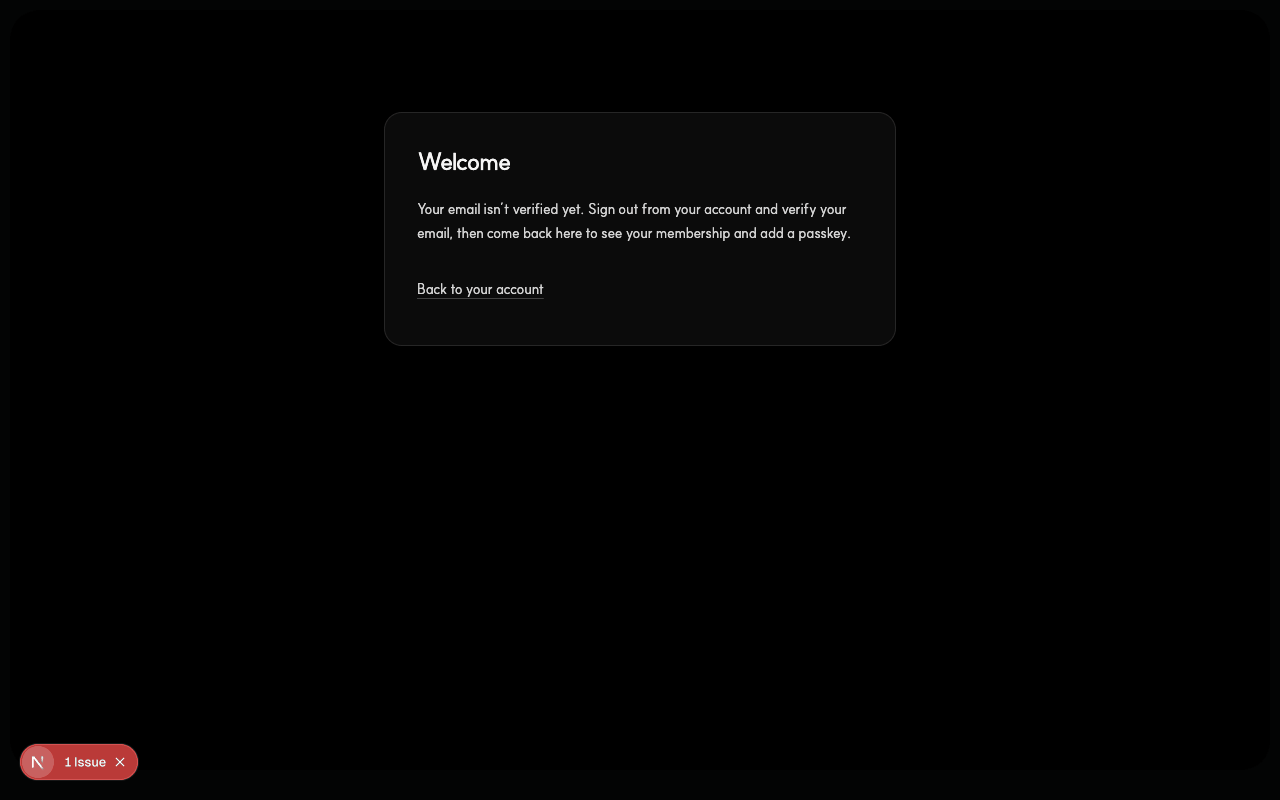 Welcome
Your email isn't verified yet. Sign out from your account and verify your
email, then come back here to see your membership and add a passkey.
Back to your account
N 1 Issue